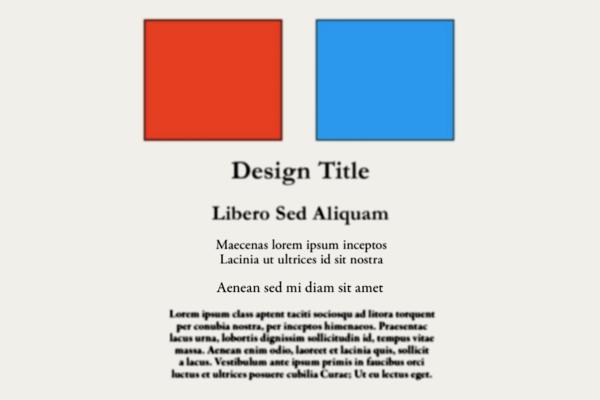 Design Title
Libero Sed Aliquam
Maecenas lorem ipsum inceptos
Lacinia ut ultrices id sit nostra
Aenean sed mi diam sit amet
Lorem ipsum class aptent taciti sociosqu ad litora torquent
per conubia nostra, per inceptos himenaeos. Praesentac
lacus urna, lobortis dignissim sollicitudin id, tempus vitae
massa. Aenean enim odio, laoreet et lacinia quis, sollicit
a lacus. Vestibulum ante ipsum primis in faucibus orci
luctus et ultrices posuere cubilia Curae; Ut eu lectus eget.